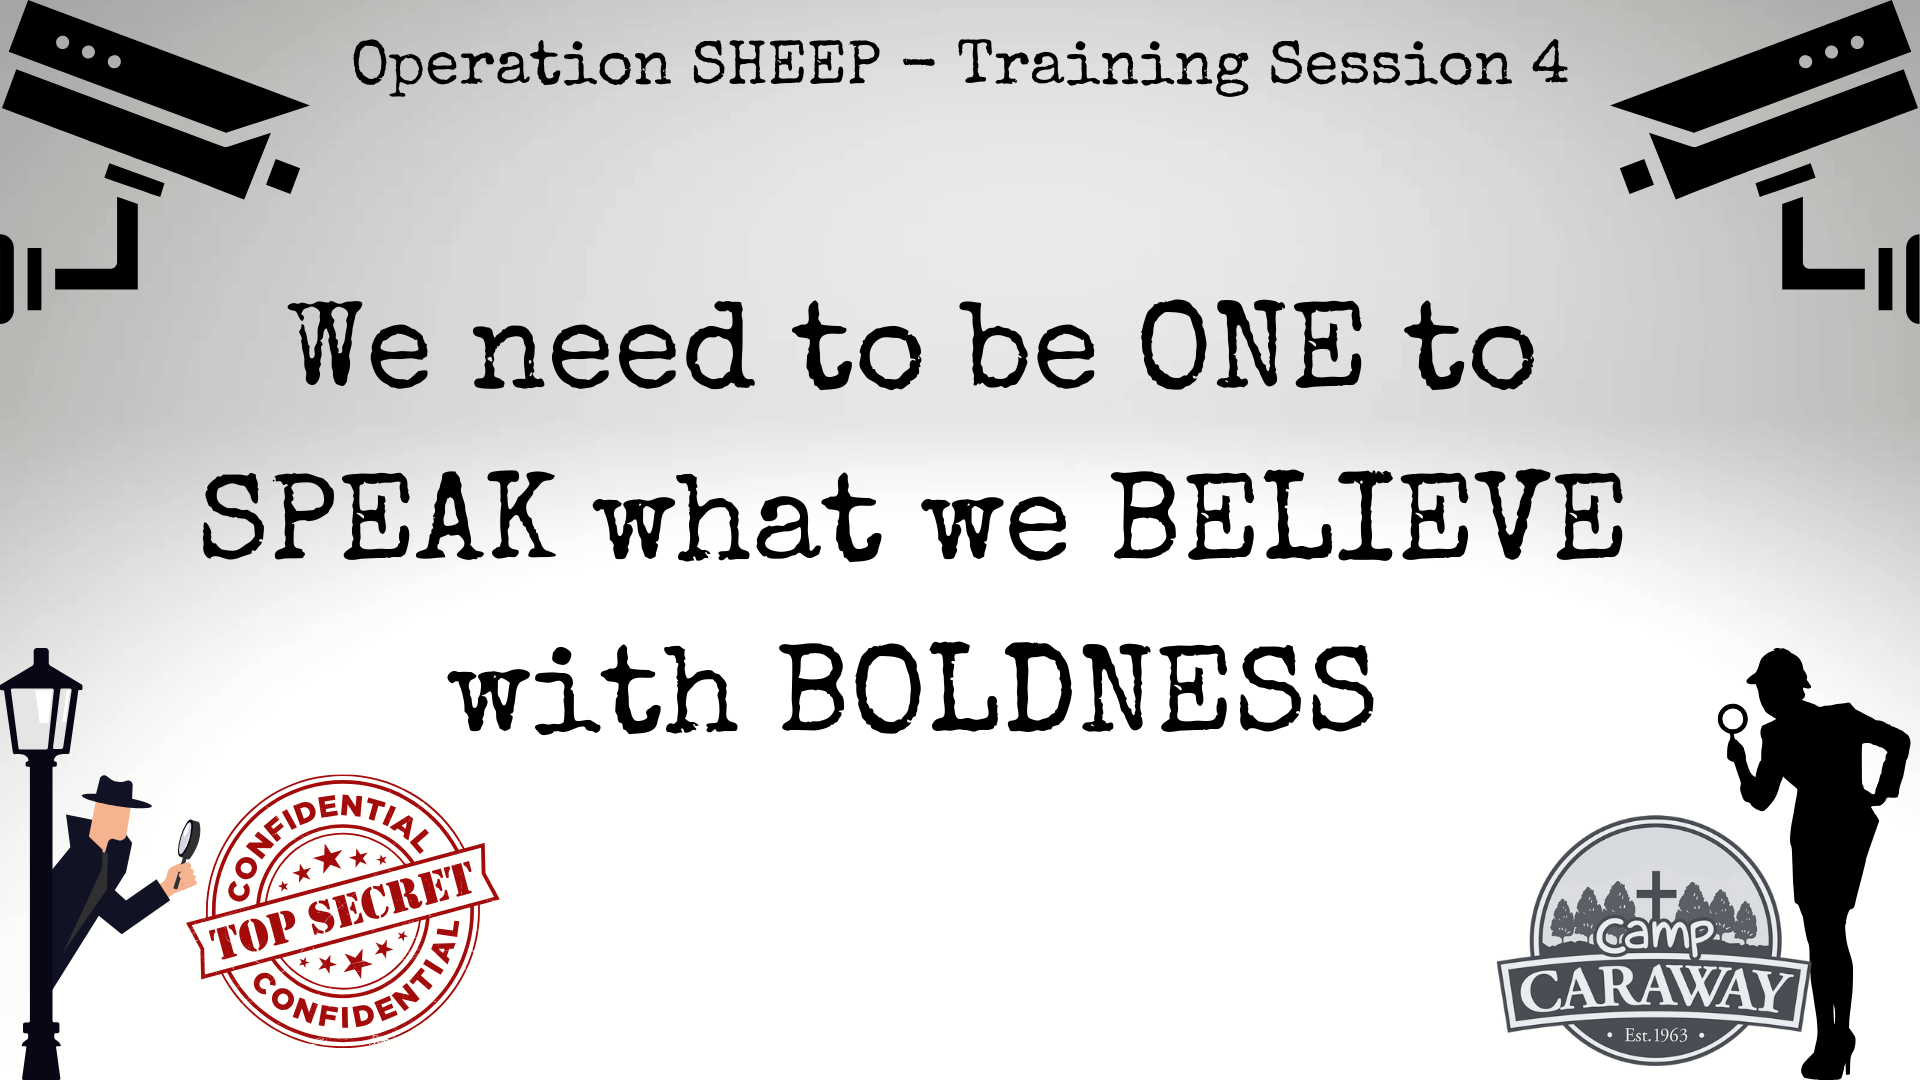 Operation SHEEP - Training Session 4
We need to be ONE to
SPEAK what we BELIEVE
with BOLDNESS
CONFIDENTIAL
TOP SECRET
CONFIDENTIAL
camp
CARAWAY
• Est.1963 •